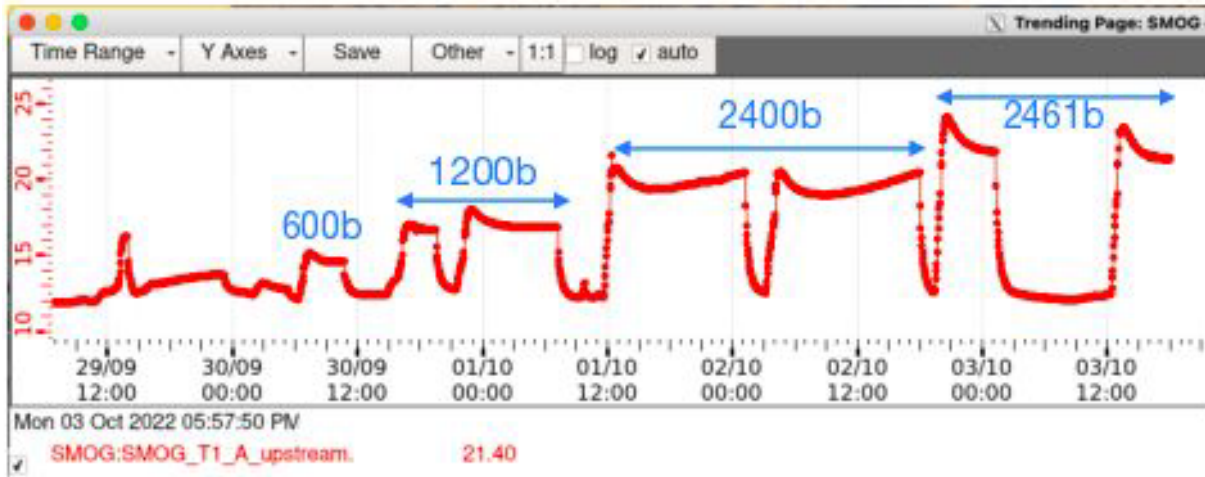 Trending Page: SMOG
Time Range Y Axes Save Other 1:1 log auto
25
20
15
10
600b
1200b
2400b
2461b
29/09 30/09 30/09 01/10 01/10 02/10 02/10 03/10 03/10
12:00 00:00 12:00 00:00 12:00 00:00 12:00 00:00 12:00
Mon 03 Oct 2022 05:57:50 PM
SMOG:SMOG_T1_A_upstream. 21.40